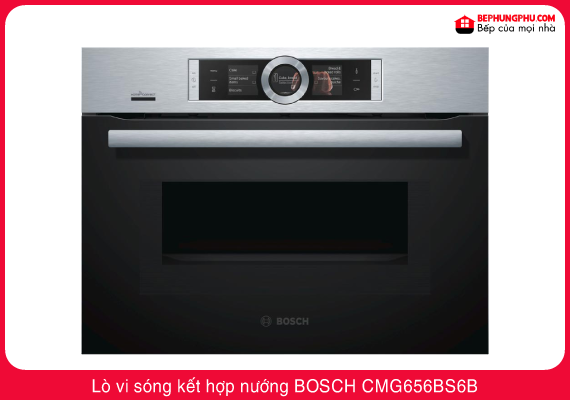 BEPHUNGPHU.COM
Bếp của mọi nhà
BOSCH
Lò vi sóng kết hợp nướng BOSCH CMG656BS6B